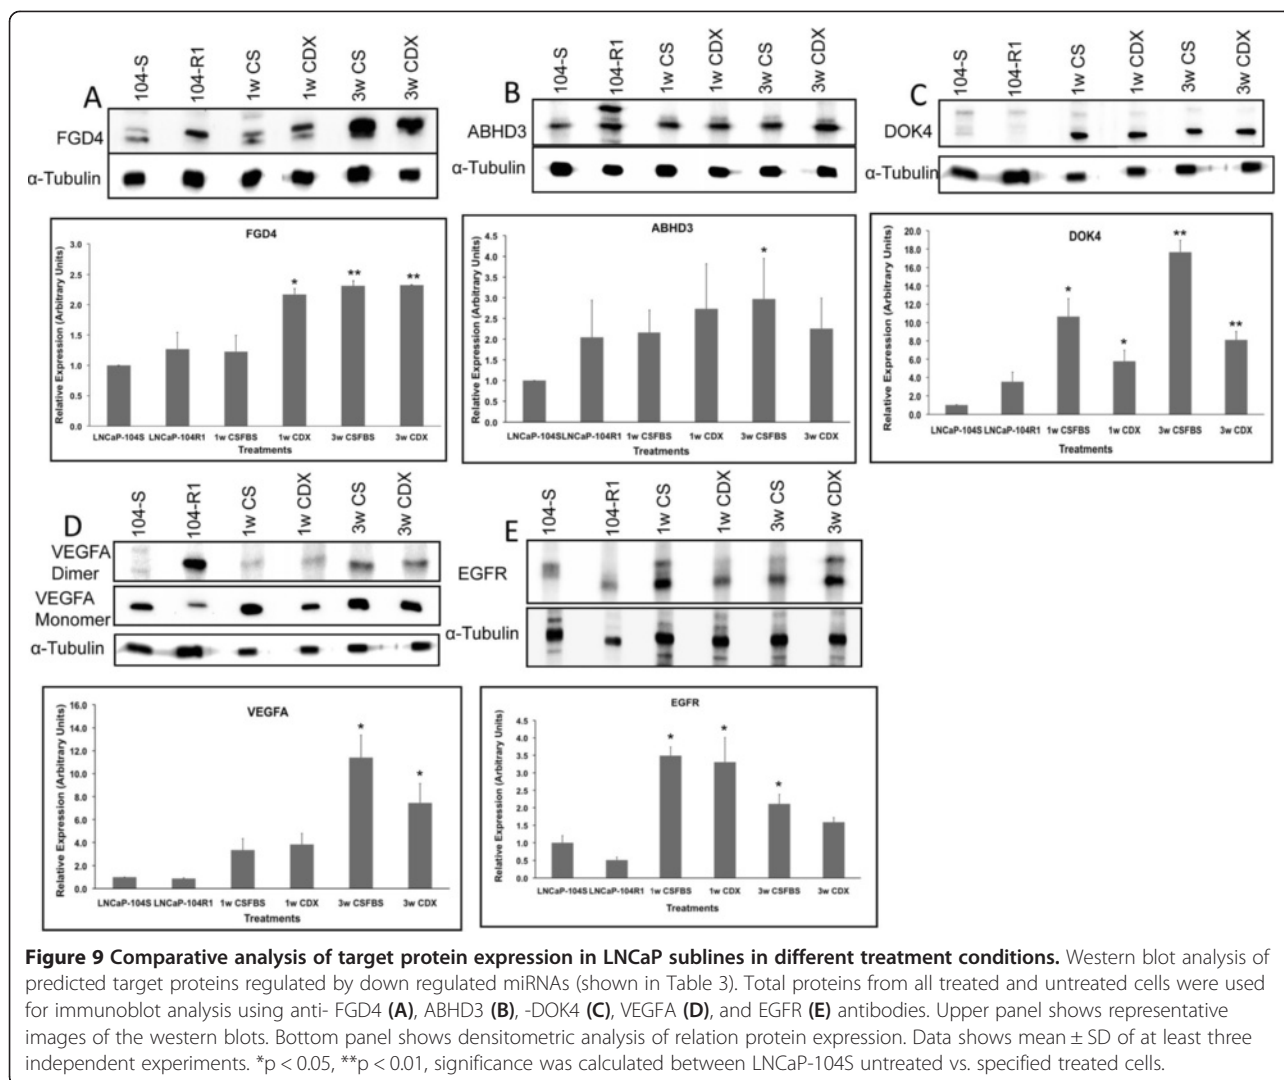 A
104-S
104-R1
1w CS
1w CDX
3w CS
3w CDX
FGD4
α-Tubulin
FGD4
Relative Expression (Arbitrary Units)
3.0
2.5
2.0
1.5
1.0
0.5
0.0
*
**
**
LNCaP-104S LNCaP-104R1 1w CSFBS 1w CDX 3w CSFBS 3w CDX
Treatments
B
104-S
104-R1
1w CS
1w CDX
3w CS
3w CDX
ABHD3
α-Tubulin
ABHD3
Relative Expression (Arbitrary Units)
4.5
4.0
3.5
3.0
2.5
2.0
1.5
1.0
0.5
0.0
*
LNCaP-104S LNCaP-104R1 1w CSFBS 1w CDX 3w CSFBS 3w CDX
Treatments
C
104-S
104-R1
1w CS
1w CDX
3w CS
3w CDX
DOK4
α-Tubulin
DOK4
Relative Expression (Arbitrary Units)
20.0
18.0
16.0
14.0
12.0
10.0
8.0
6.0
4.0
2.0
0.0
*
*
**
**
LNCaP-104S LNCaP-104R1 1w CSFBS 1w CDX 3w CSFBS 3w CDX
Treatments
D
104-S
104-R1
1w CS
1w CDX
3w CS
3w CDX
VEGFA
Dimer
VEGFA
Monomer
α-Tubulin
VEGFA
Relative Expression (Arbitrary Units)
16.0
14.0
12.0
10.0
8.0
6.0
4.0
2.0
0.0
*
*
LNCaP-104S LNCaP-104R1 1w CSFBS 1w CDX 3w CSFBS 3w CDX
Treatments
E
104-S
104-R1
1w CS
1w CDX
3w CS
3w CDX
EGFR
α-Tubulin
EGFR
Relative Expression (Arbitrary Units)
4.5
4.0
3.5
3.0
2.5
2.0
1.5
1.0
0.5
0.0
*
*
*
LNCaP-104S LNCaP-104R1 1w CSFBS 1w CDX 3w CSFBS 3w CDX
Treatments
Figure 9 Comparative analysis of target protein expression in LNCaP sublines in different treatment conditions. Western blot analysis of
predicted target proteins regulated by down regulated miRNAs (shown in Table 3). Total proteins from all treated and untreated cells were used
for immunoblot analysis using anti- FGD4 (A), ABHD3 (B), -DOK4 (C), VEGFA (D), and EGFR (E) antibodies. Upper panel shows representative
images of the western blots. Bottom panel shows densitometric analysis of relation protein expression. Data shows mean ± SD of at least three
independent experiments. *p < 0.05, **p < 0.01, significance was calculated between LNCaP-104S untreated vs. specified treated cells.